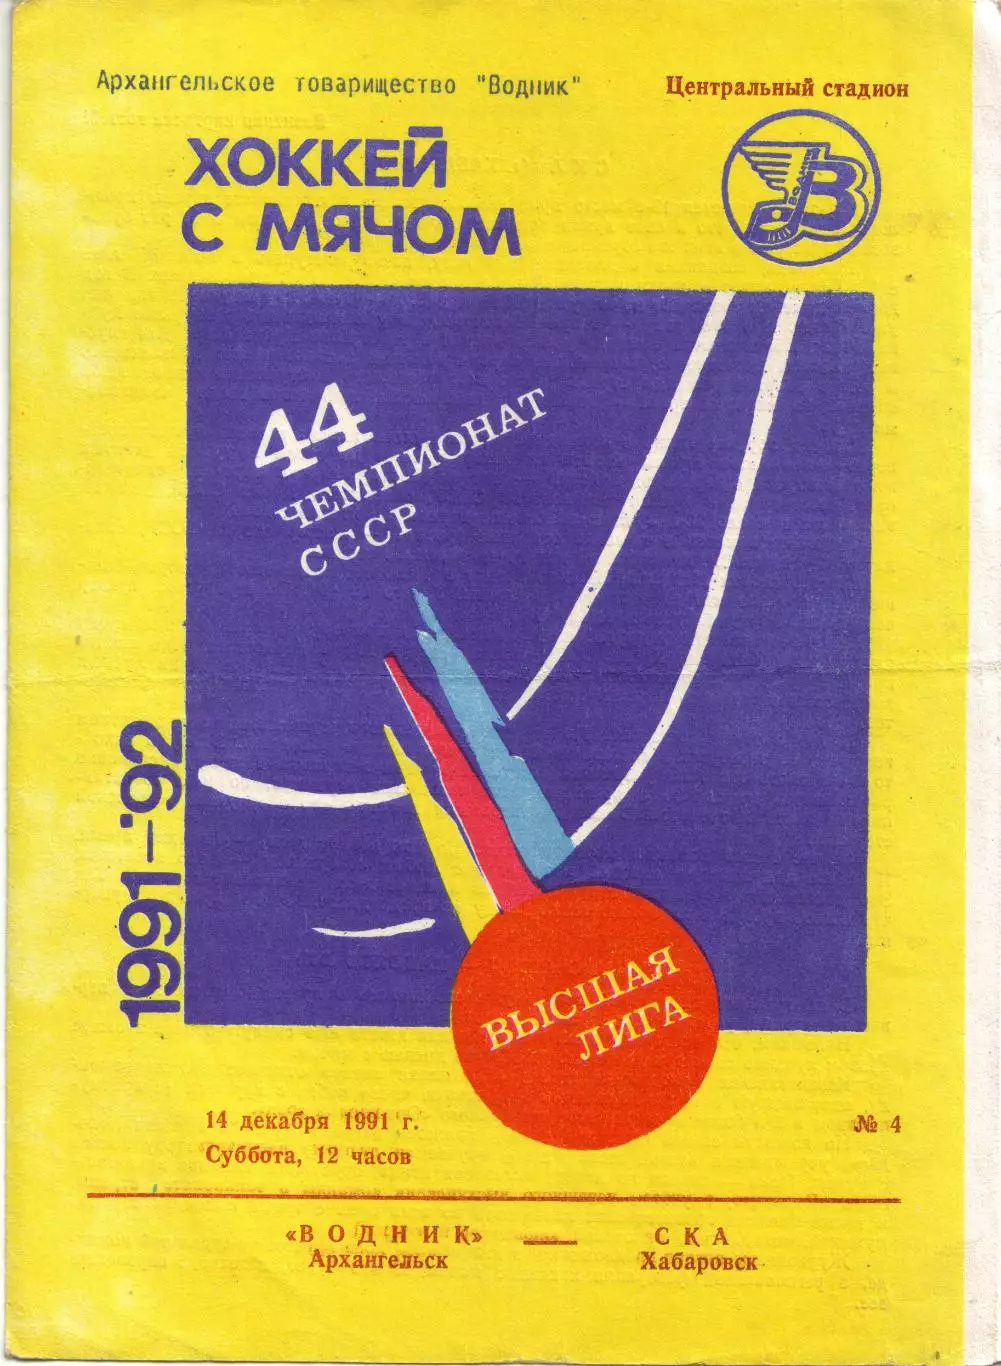 Архангельское товарищество "Водник"
Центральный стадион
ХОККЕЙ
С МЯЧОМ
ВОДНИК
В
44
ЧЕМПИОНАТ
СССР
1991-'92
ВЫСШАЯ
ЛИГА
14 декабря 1991 г.
№ 4
Суббота, 12 часов
«ВОДНИК» — СКА
Архангельск Хабаровск